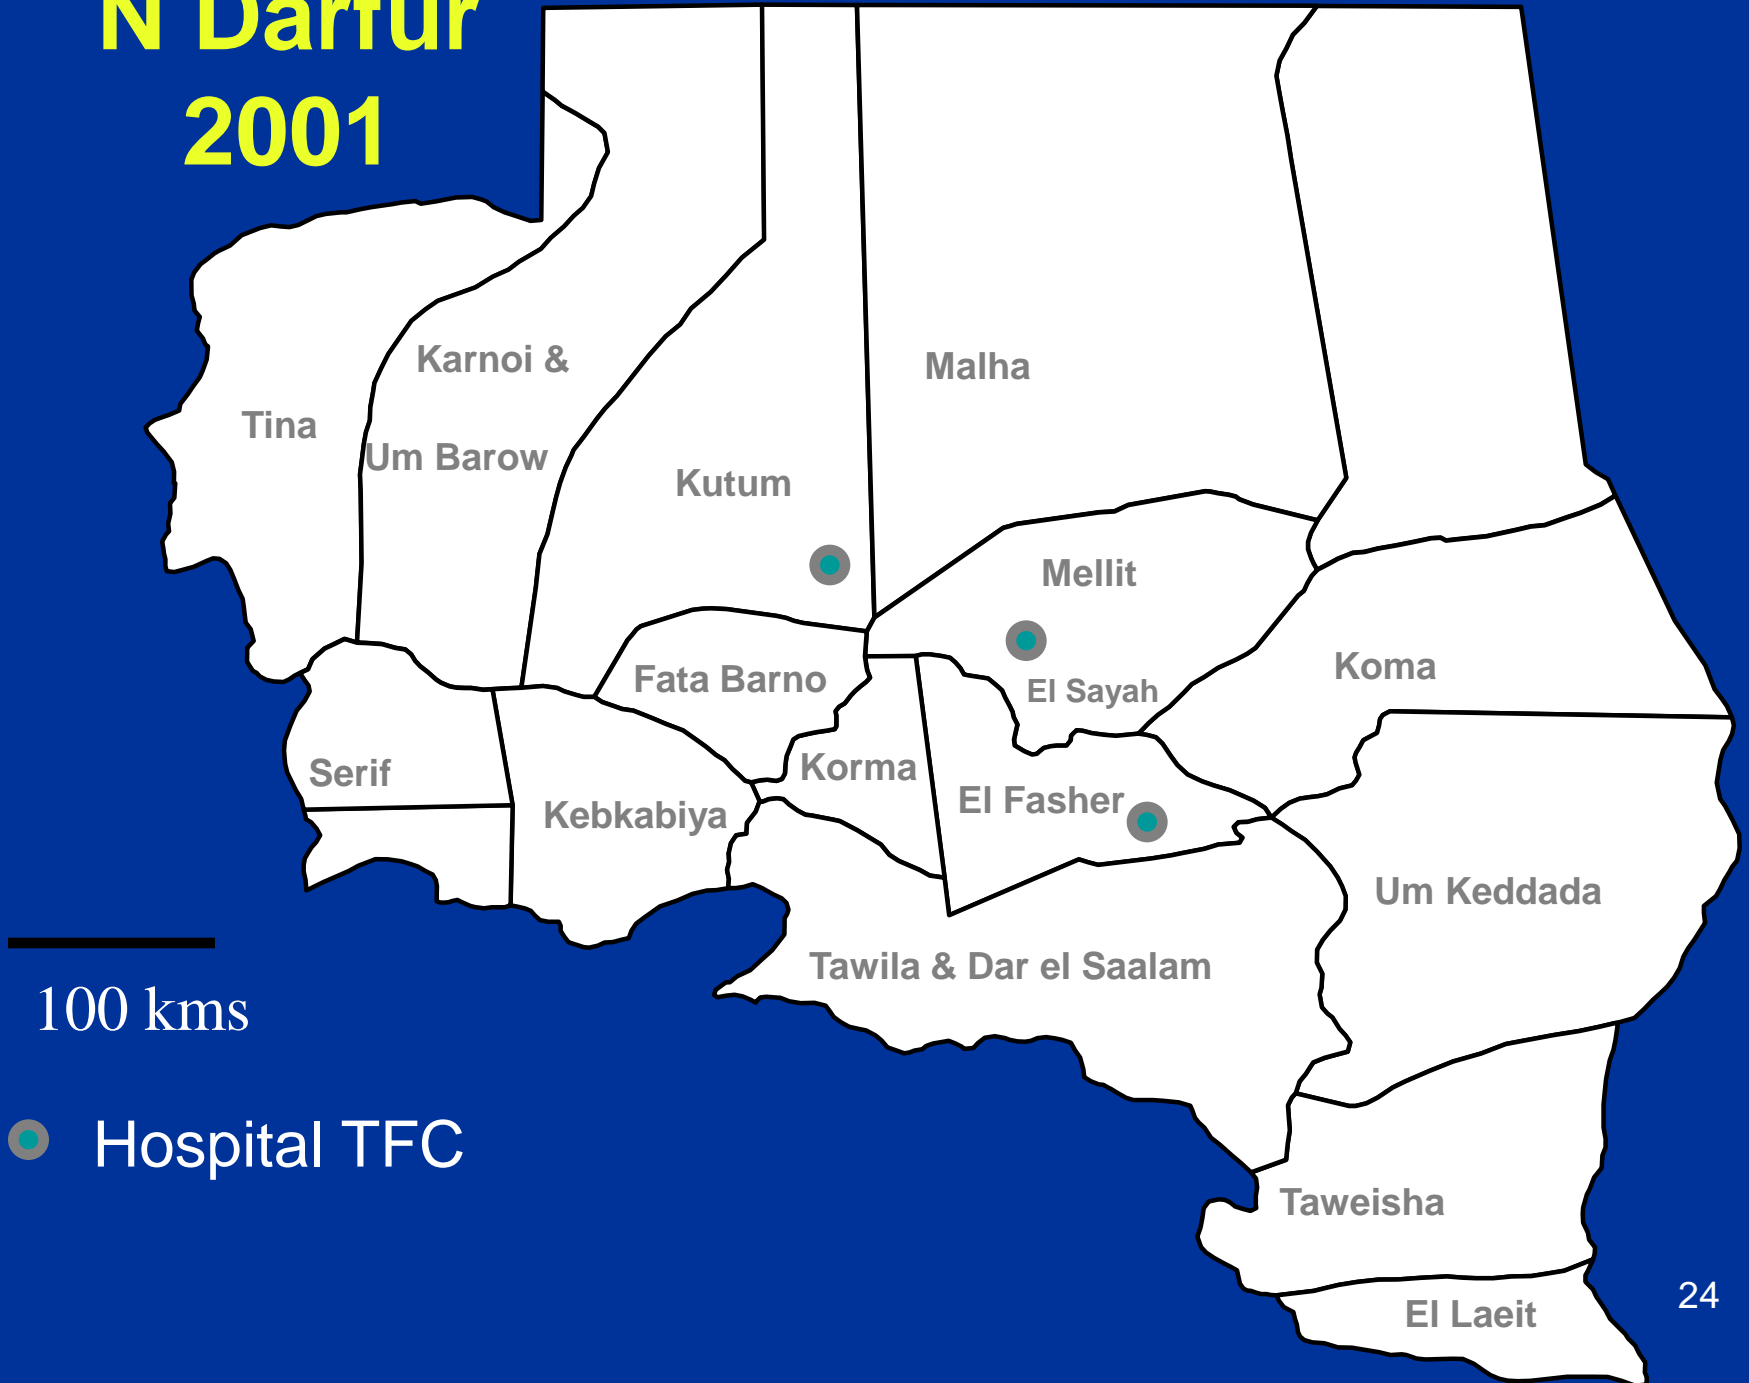 N Darfur
2001
Karnoi &
Malha
Tina
Um Barow
Kutum
Mellit
Koma
Fata Barno
El Sayah
Serif
Korma
El Fasher
Kebkabiya
Um Keddada
Tawila & Dar el Saalam
100 kms
Hospital TFC
Taweisha
El Laeit
24